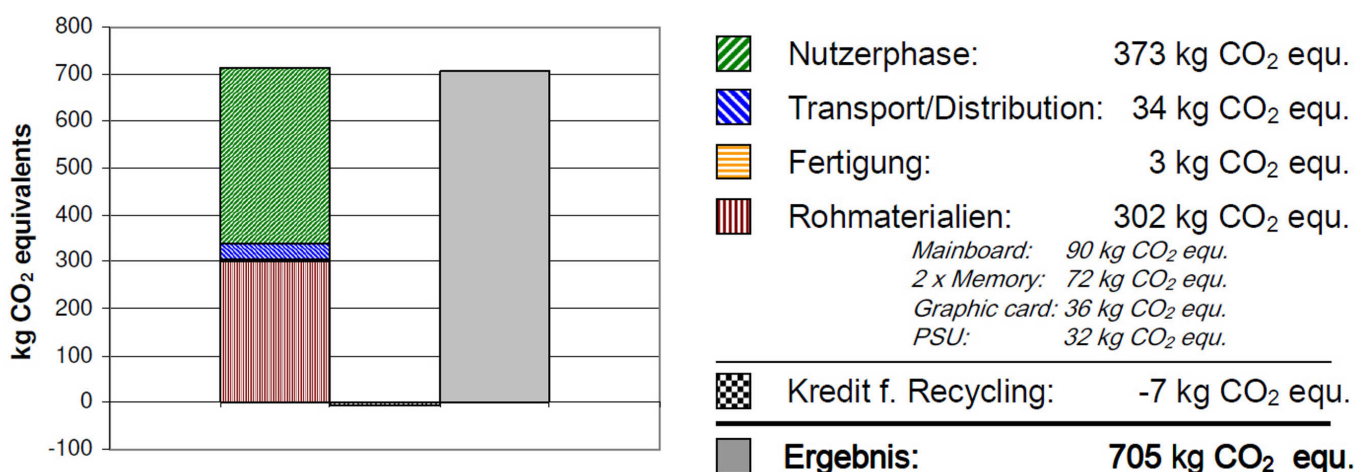 800
700
600
500
400
300
200
100
0
-100
kg CO₂ equivalents
Nutzerphase: 373 kg CO₂ equ.
Transport/Distribution: 34 kg CO₂ equ.
Fertigung: 3 kg CO₂ equ.
Rohmaterialien: 302 kg CO₂ equ.
Mainboard: 90 kg CO₂ equ.
2 x Memory: 72 kg CO₂ equ.
Graphic card: 36 kg CO₂ equ.
PSU: 32 kg CO₂ equ.
Kredit f. Recycling: -7 kg CO₂ equ.
Ergebnis: 705 kg CO₂ equ.